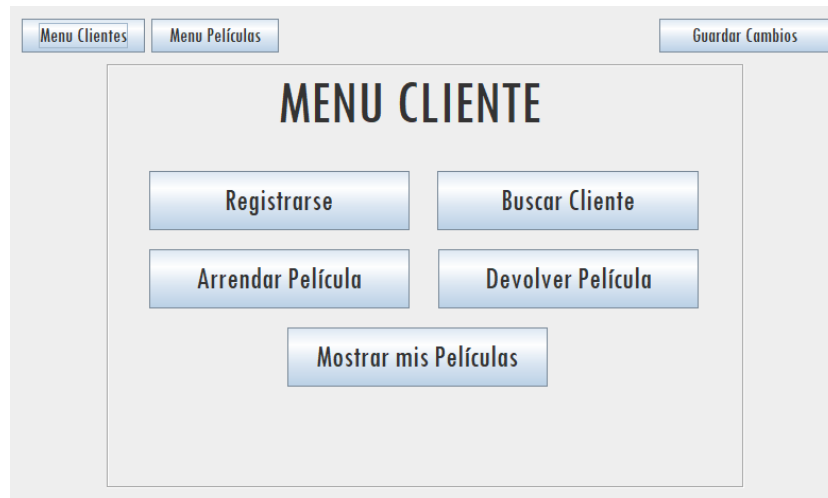 Menu Clientes Menu Películas Guardar Cambios
MENU CLIENTE
Registrarse Buscar Cliente
Arrendar Película Devolver Película
Mostrar mis Películas